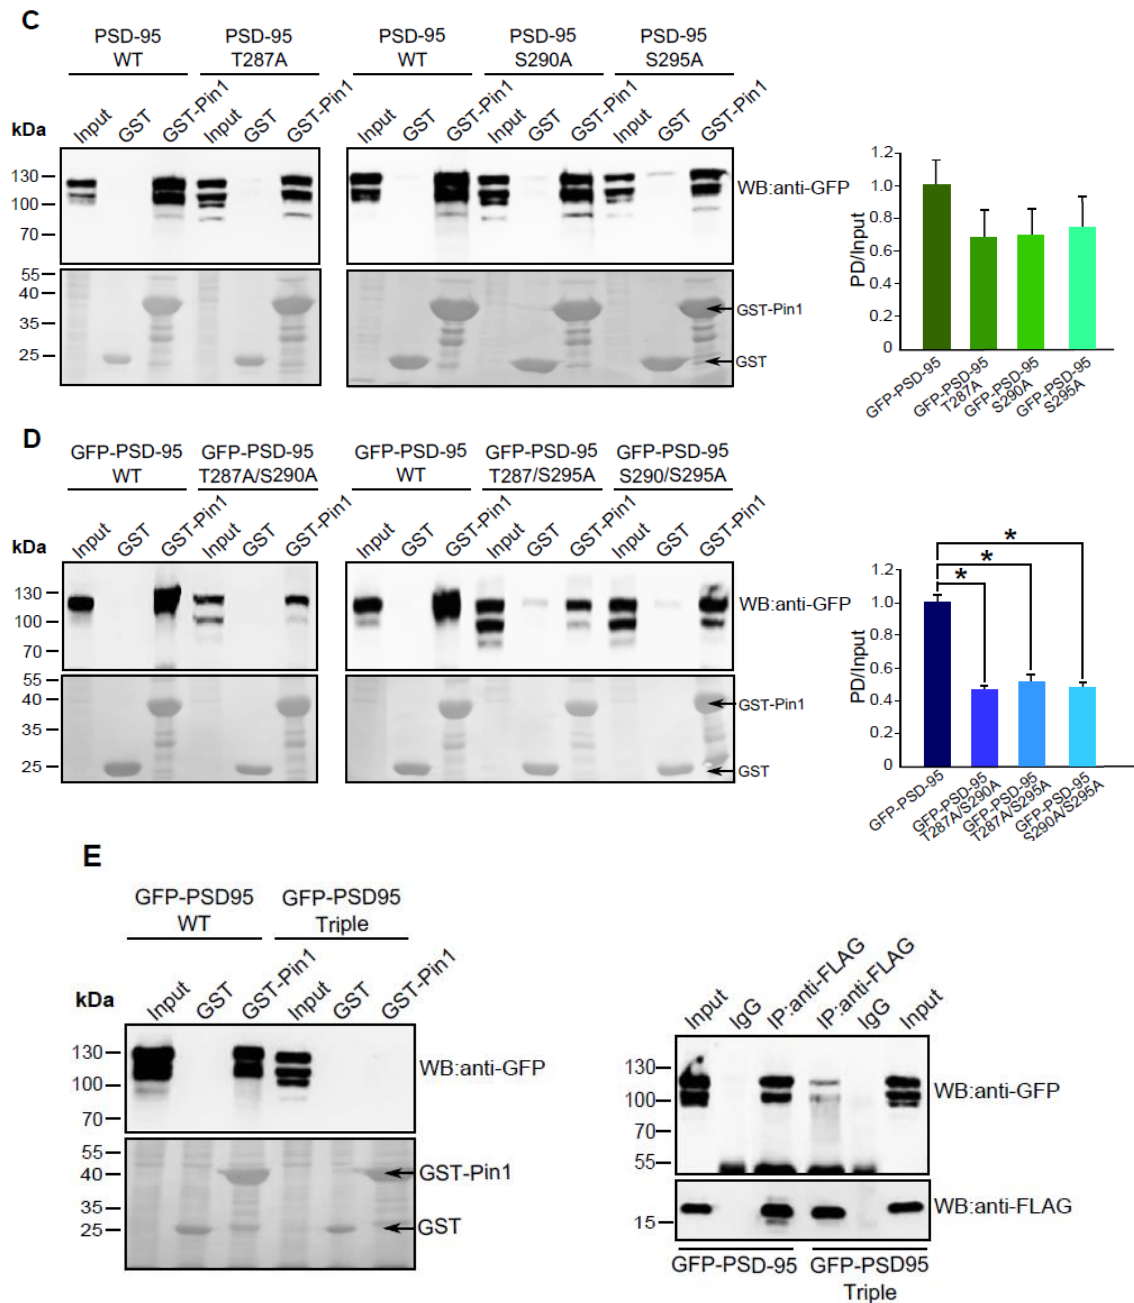 C
PSD-95
WT
PSD-95
T287A
PSD-95
WT
PSD-95
S290A
PSD-95
S295A
kDa
Input
GST
GST-Pin1
Input
GST
GST-Pin1
Input
GST
GST-Pin1
Input
GST
GST-Pin1
Input
GST
GST-Pin1
130
100
70
WB:anti-GFP
55
40
35
25
GST-Pin1
GST
1.2
1.0
0.8
0.6
0.4
0.2
0
PD/Input
GFP-PSD-95
GFP-PSD-95
T287A
GFP-PSD-95
S290A
GFP-PSD-95
S295A
D
GFP-PSD-95
WT
GFP-PSD-95
T287A/S290A
GFP-PSD-95
WT
GFP-PSD-95
T287/S295A
GFP-PSD-95
S290/S295A
kDa
Input
GST
GST-Pin1
Input
GST
GST-Pin1
Input
GST
GST-Pin1
Input
GST
GST-Pin1
Input
GST
GST-Pin1
130
100
70
WB:anti-GFP
55
40
35
25
GST-Pin1
GST
1.2
1.0
0.8
0.6
0.4
0.2
0
PD/Input
*
*
*
GFP-PSD-95
GFP-PSD-95
T287A/S290A
GFP-PSD-95
T287A/S295A
GFP-PSD-95
S290A/S295A
E
GFP-PSD95
WT
GFP-PSD95
Triple
kDa
Input
GST
GST-Pin1
Input
GST
GST-Pin1
130
100
70
WB:anti-GFP
55
40
35
25
GST-Pin1
GST
Input
IgG
IP:anti-FLAG
IP:anti-FLAG
IgG
Input
130
100
70
55
WB:anti-GFP
15
WB:anti-FLAG
GFP-PSD-95
GFP-PSD95
Triple